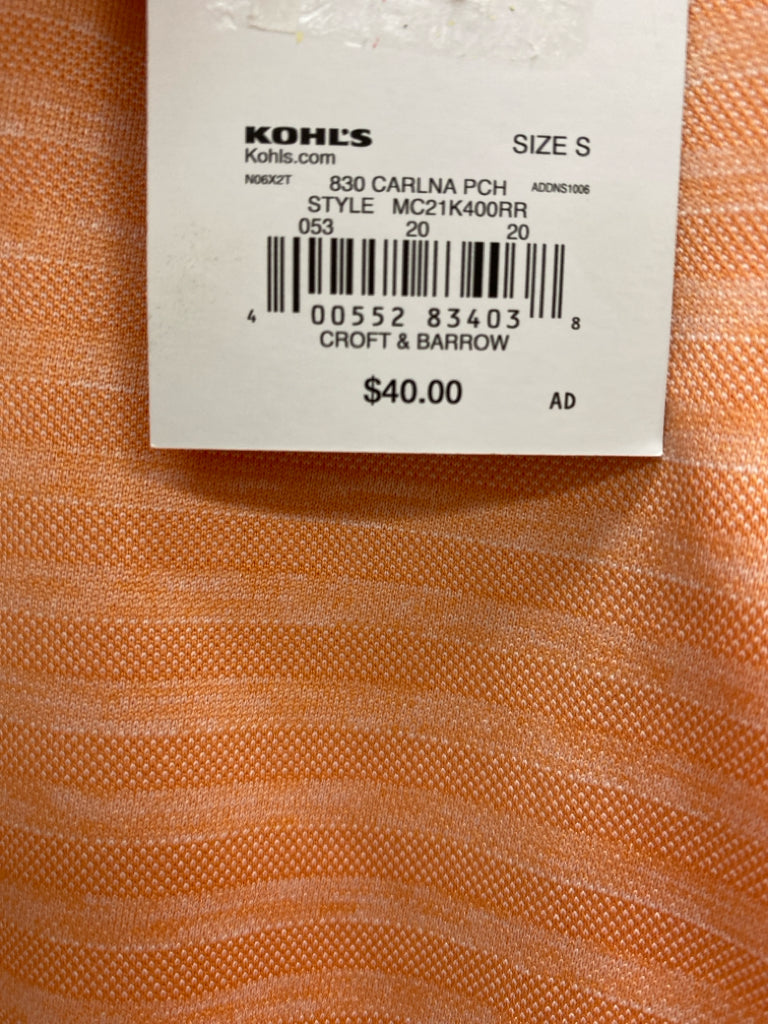 KOHL'S
SIZE S
Kohls.com
N06X2T 830 CARLNA PCH ADDNS1006
STYLE MC21K400RR
053 20 20
4 00552 83403 8
CROFT & BARROW
$40.00 AD